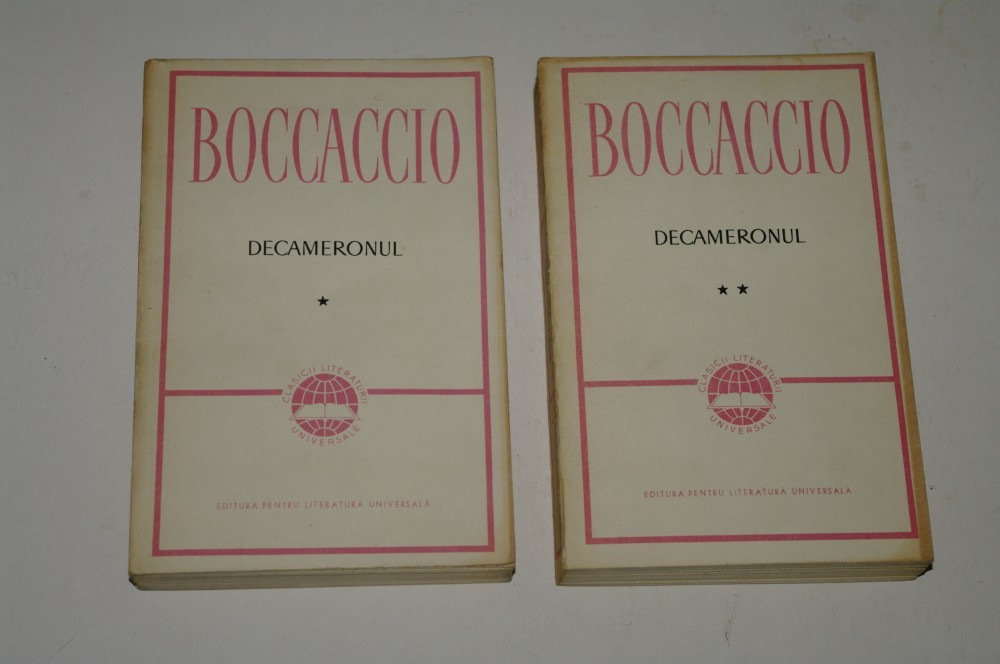 BOCCACCIO
DECAMERONUL
★
CLASICII LITERATURII
UNIVERSALE
EDITURA PENTRU LITERATURA UNIVERSALĂ
BOCCACCIO
DECAMERONUL
★ ★
CLASICII LITERATURII
UNIVERSALE
EDITURA PENTRU LITERATURA UNIVERSALĂ